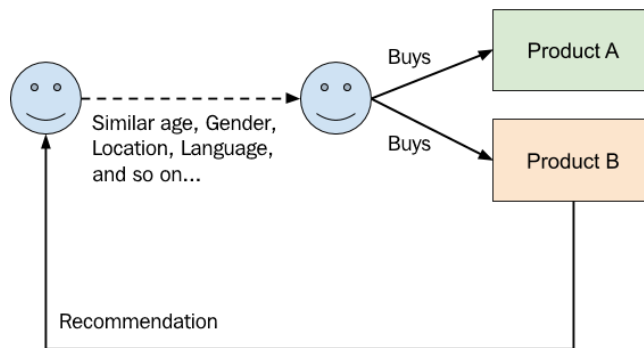 Buys
Product A
Similar age, Gender,
Location, Language,
and so on...
Buys
Product B
Recommendation